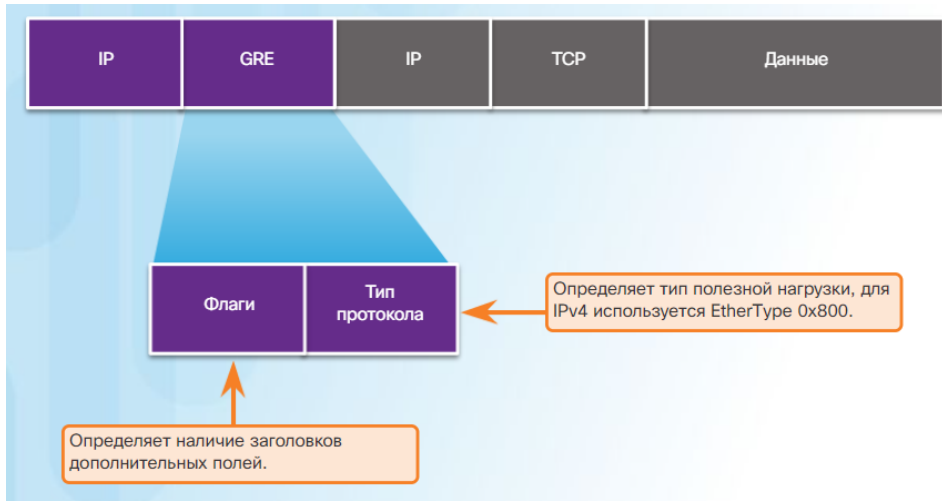 IP
GRE
IP
TCP
Данные
Флаги
Тип
протокола
Определяет тип полезной нагрузки, для
IPv4 используется EtherType 0x800.
Определяет наличие заголовков
дополнительных полей.